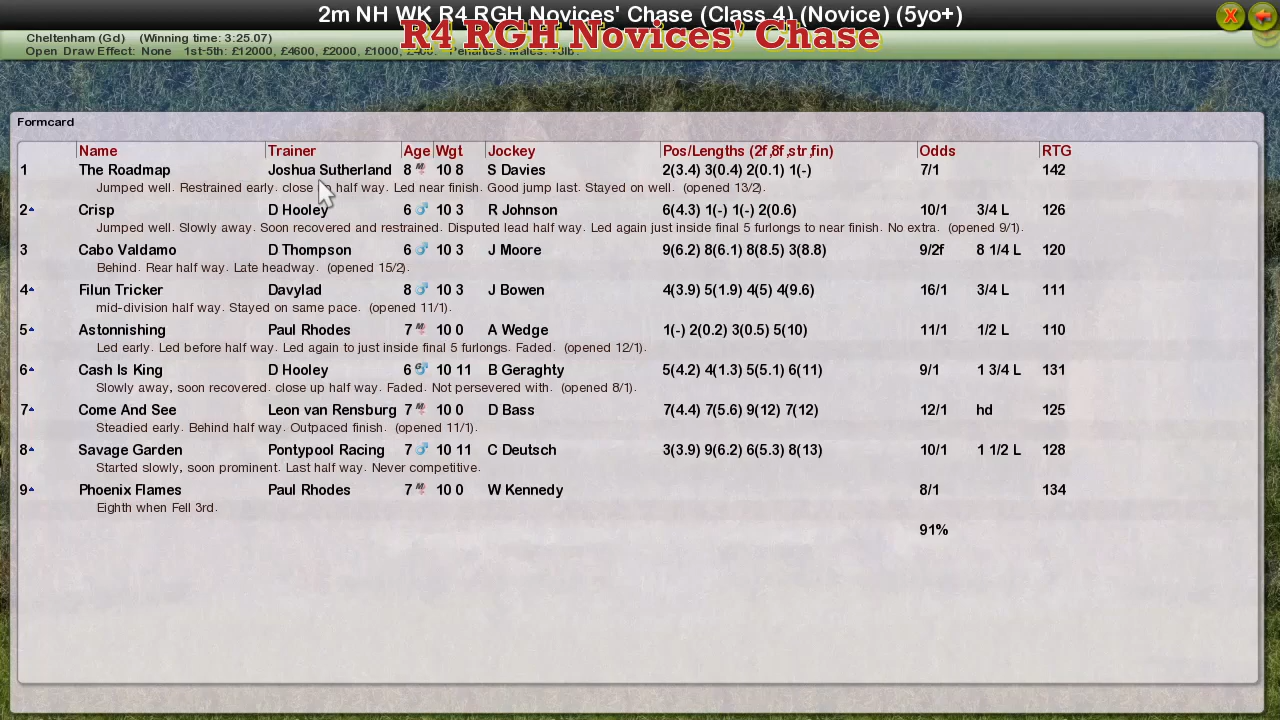 2m NH WK R4 RGH Novices' Chase (Class 4) (Novice) (5yo+)
R4 RGH Novices' Chase
Cheltenham (Gd) (Winning time: 3:25.07)
Open Draw Effect: None 1st-5th: £12000, £4600, £2000, £1000, £400. Penalties: Males: +3lb.
Formcard
Name Trainer Age Wgt Jockey Pos/Lengths (2f,8f,str,fin) Odds RTG
1 The Roadmap Joshua Sutherland 8 10 8 S Davies 2(3.4) 3(0.4) 2(0.1) 1(-) 7/1 142
Jumped well. Restrained early. close half way. Led near finish. Good jump last. Stayed on well. (opened 13/2).
2 Crisp D Hooley 6 10 3 R Johnson 6(4.3) 1(-) 1(-) 2(0.6) 10/1 3/4 L 126
Jumped well. Slowly away. Soon recovered and restrained. Disputed lead half way. Led again just inside final 5 furlongs to near finish. No extra. (opened 9/1).
3 Cabo Valdamo D Thompson 6 10 3 J Moore 9(6.2) 8(6.1) 8(8.5) 3(8.8) 9/2f 8 1/4 L 120
Behind. Rear half way. Late headway. (opened 15/2).
4 Filun Tricker Davylad 8 10 3 J Bowen 4(3.9) 5(1.9) 4(5) 4(9.6) 16/1 3/4 L 111
mid-division half way. Stayed on same pace. (opened 11/1).
5 Astonnishing Paul Rhodes 7 10 0 A Wedge 1(-) 2(0.2) 3(0.5) 5(10) 11/1 1/2 L 110
Led early. Led before half way. Led again to just inside final 5 furlongs. Faded. (opened 12/1).
6 Cash Is King D Hooley 6 10 11 B Geraghty 5(4.2) 4(1.3) 5(5.1) 6(11) 9/1 1 3/4 L 131
Slowly away, soon recovered. close up half way. Faded. Not persevered with. (opened 8/1).
7 Come And See Leon van Rensburg 7 10 0 D Bass 7(4.4) 7(5.6) 9(12) 7(12) 12/1 hd 125
Steadied early. Behind half way. Outpaced finish. (opened 11/1).
8 Savage Garden Pontypool Racing 7 10 11 C Deutsch 3(3.9) 9(6.2) 6(5.3) 8(13) 10/1 1 1/2 L 128
Started slowly, soon prominent. Last half way. Never competitive.
9 Phoenix Flames Paul Rhodes 7 10 0 W Kennedy 8/1 134
Eighth when Fell 3rd.
91%